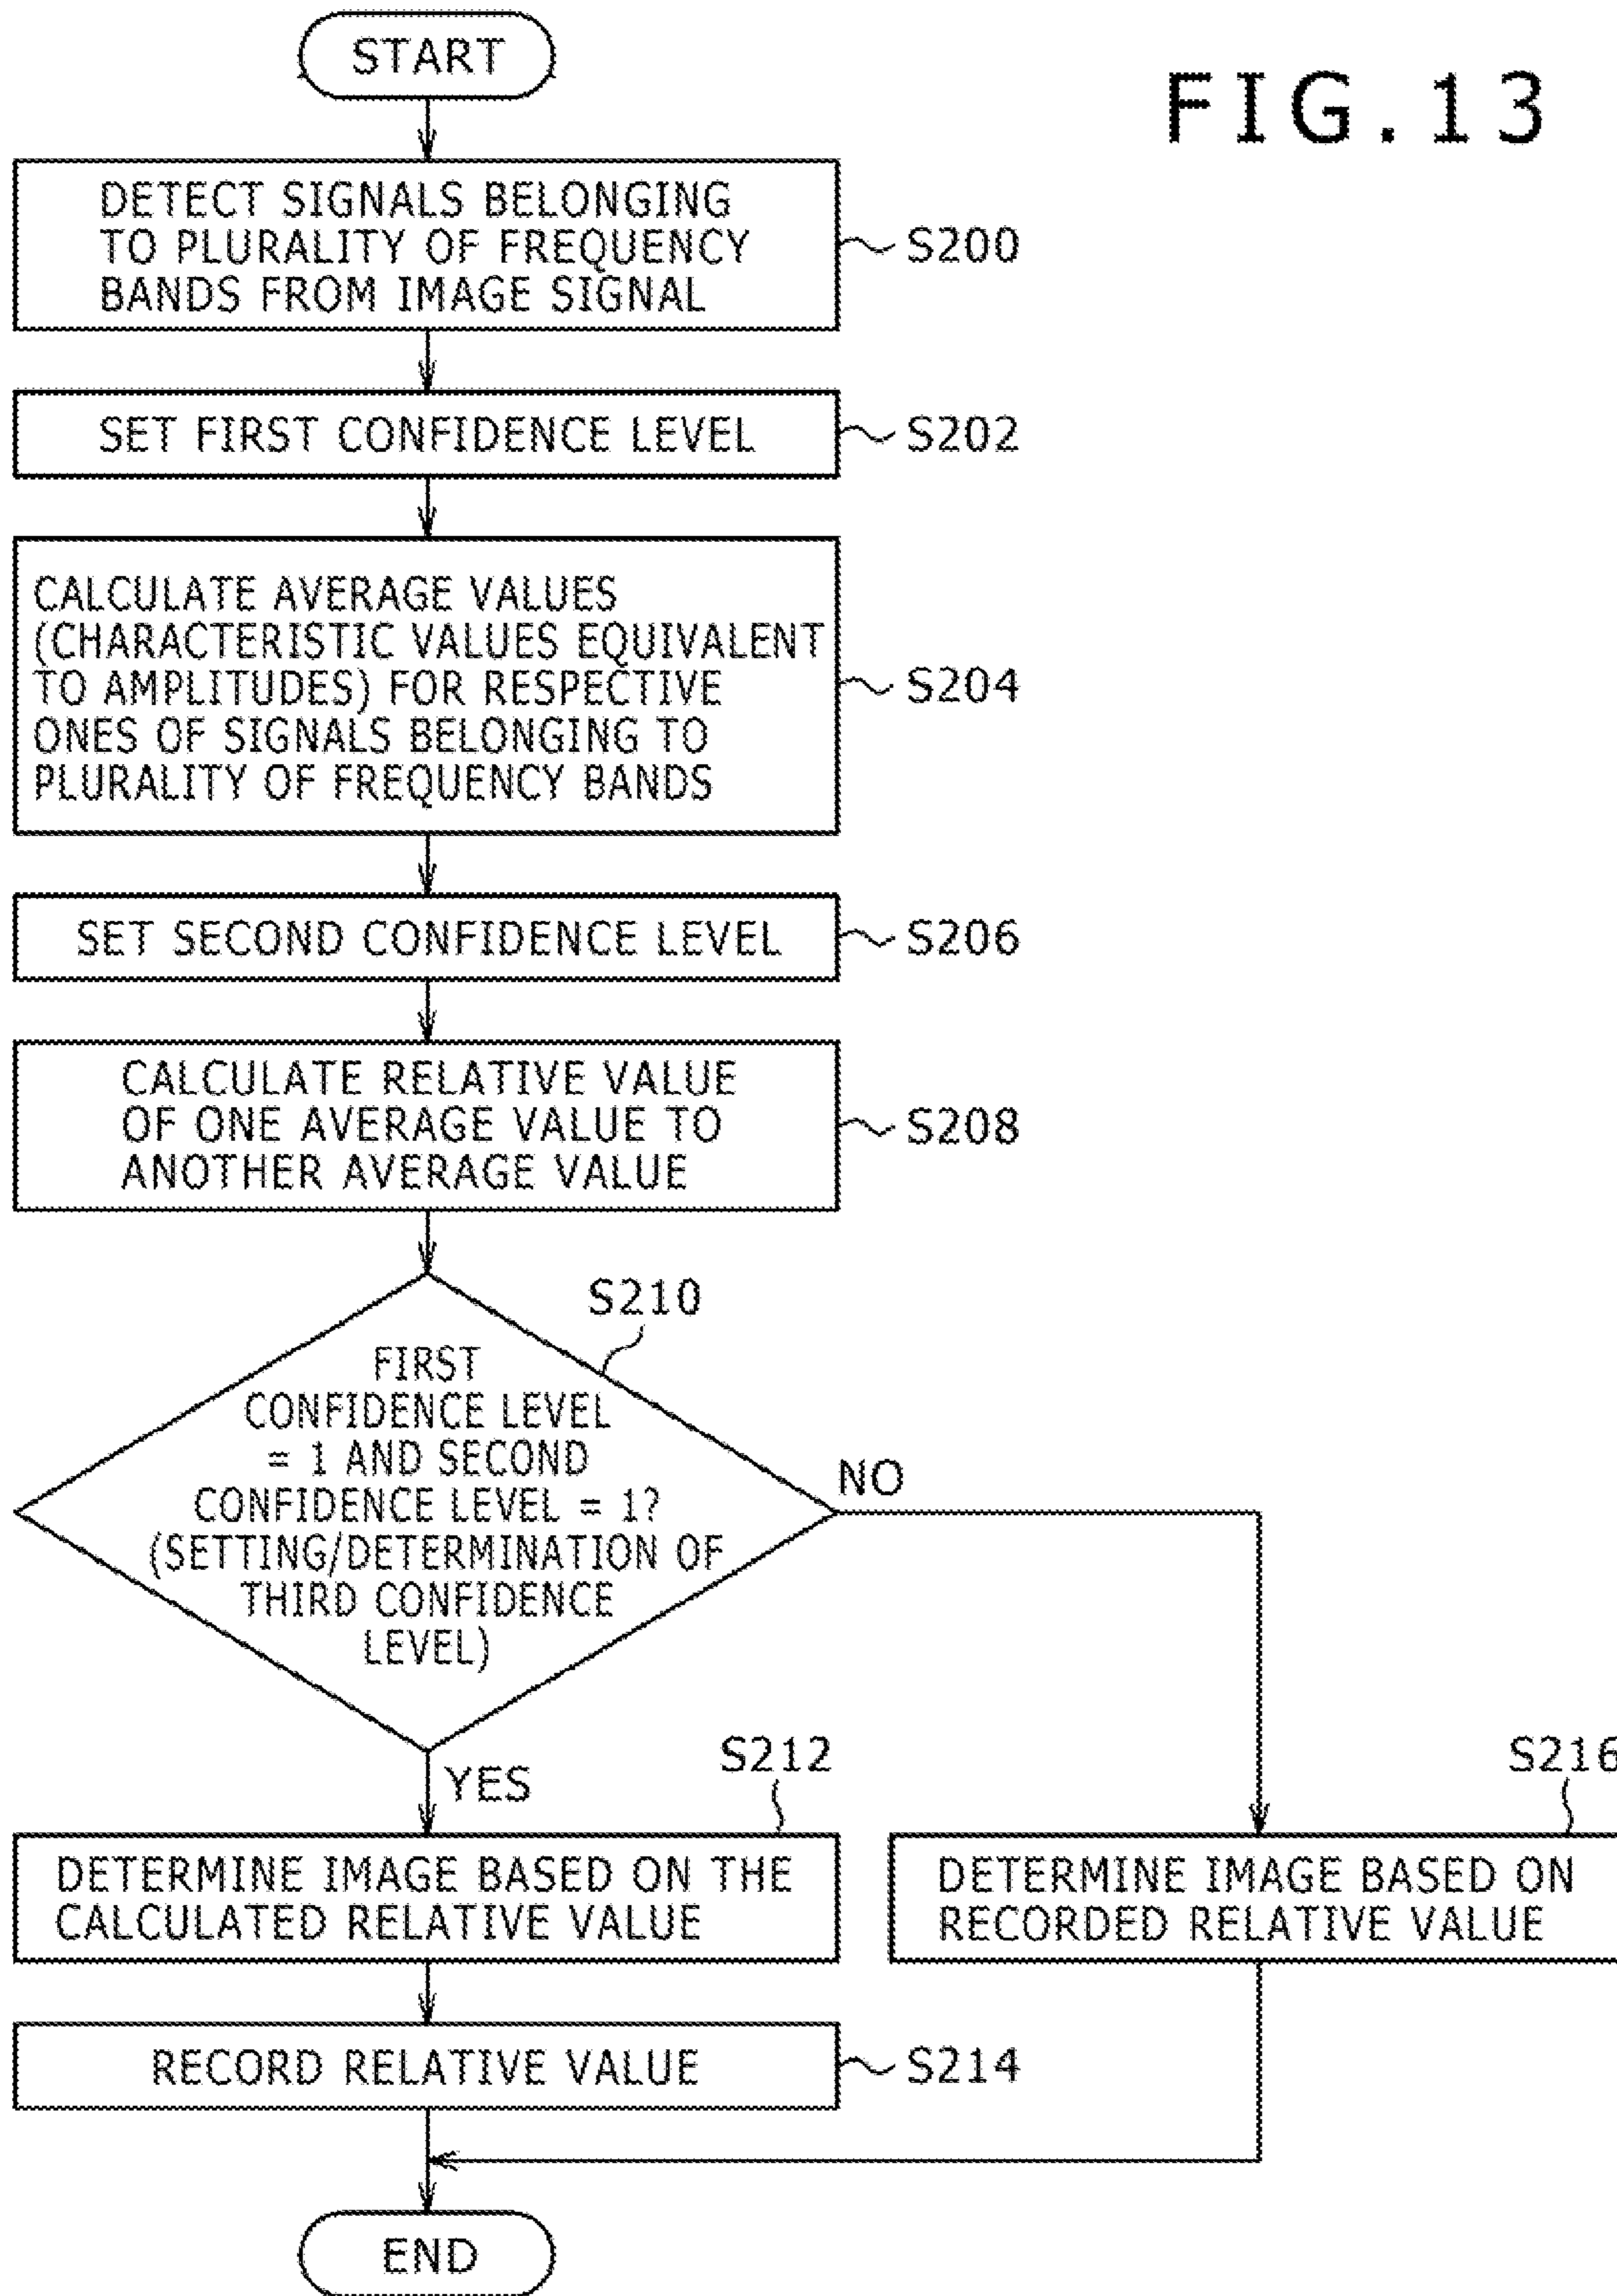 START
FIG.13
DETECT SIGNALS BELONGING
TO PLURALITY OF FREQUENCY
BANDS FROM IMAGE SIGNAL
S200
SET FIRST CONFIDENCE LEVEL
S202
CALCULATE AVERAGE VALUES
(CHARACTERISTIC VALUES EQUIVALENT
TO AMPLITUDES) FOR RESPECTIVE
ONES OF SIGNALS BELONGING TO
PLURALITY OF FREQUENCY BANDS
S204
SET SECOND CONFIDENCE LEVEL
S206
CALCULATE RELATIVE VALUE
OF ONE AVERAGE VALUE TO
ANOTHER AVERAGE VALUE
S208
S210
FIRST
CONFIDENCE LEVEL
= 1 AND SECOND
CONFIDENCE LEVEL = 1?
(SETTING/DETERMINATION OF
THIRD CONFIDENCE
LEVEL)
NO
YES
S212
DETERMINE IMAGE BASED ON THE
CALCULATED RELATIVE VALUE
S216
DETERMINE IMAGE BASED ON
RECORDED RELATIVE VALUE
RECORD RELATIVE VALUE
S214
END